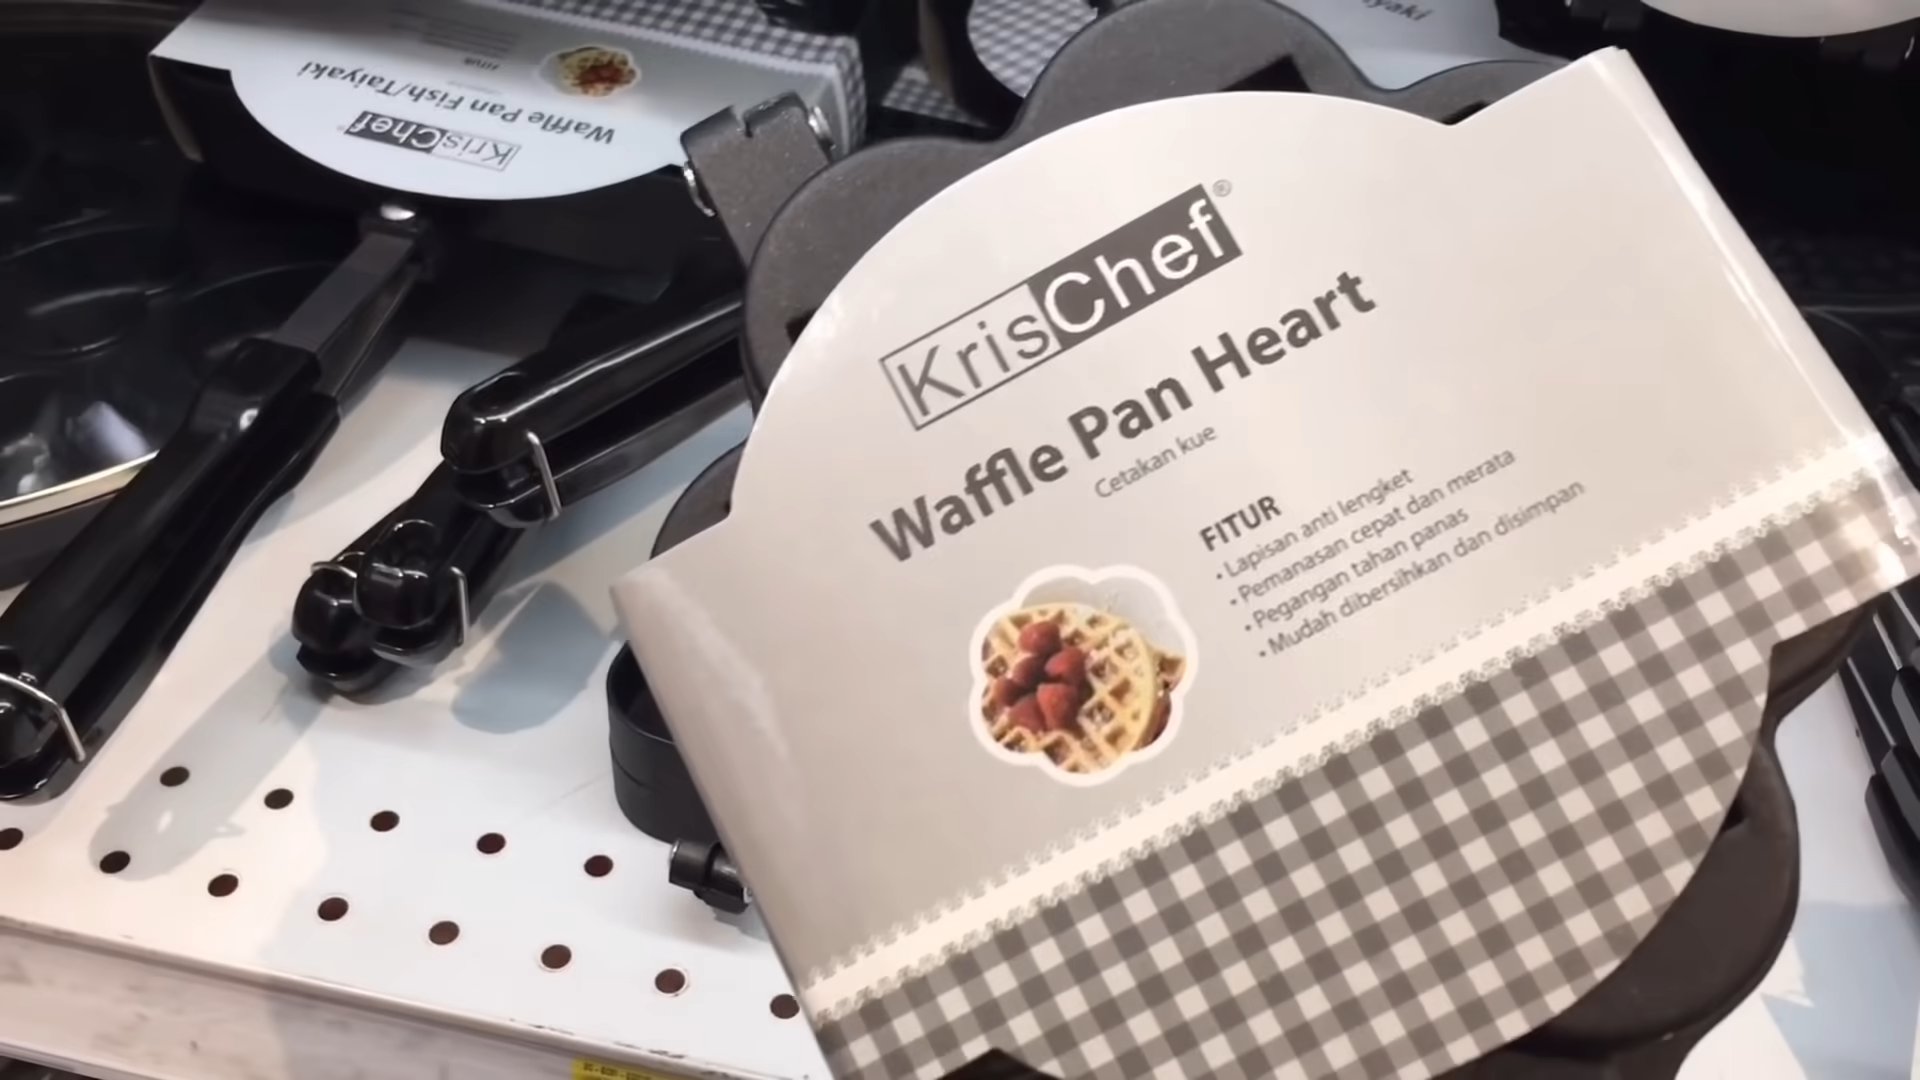 KrisChef®
Waffle Pan Heart
Cetakan kue
FITUR
• Lapisan anti lengket
• Pemanasan cepat dan merata
• Pegangan tahan panas
• Mudah dibersihkan dan disimpan
KrisChef
Waffle Pan Fish/Taiyaki
FITUR